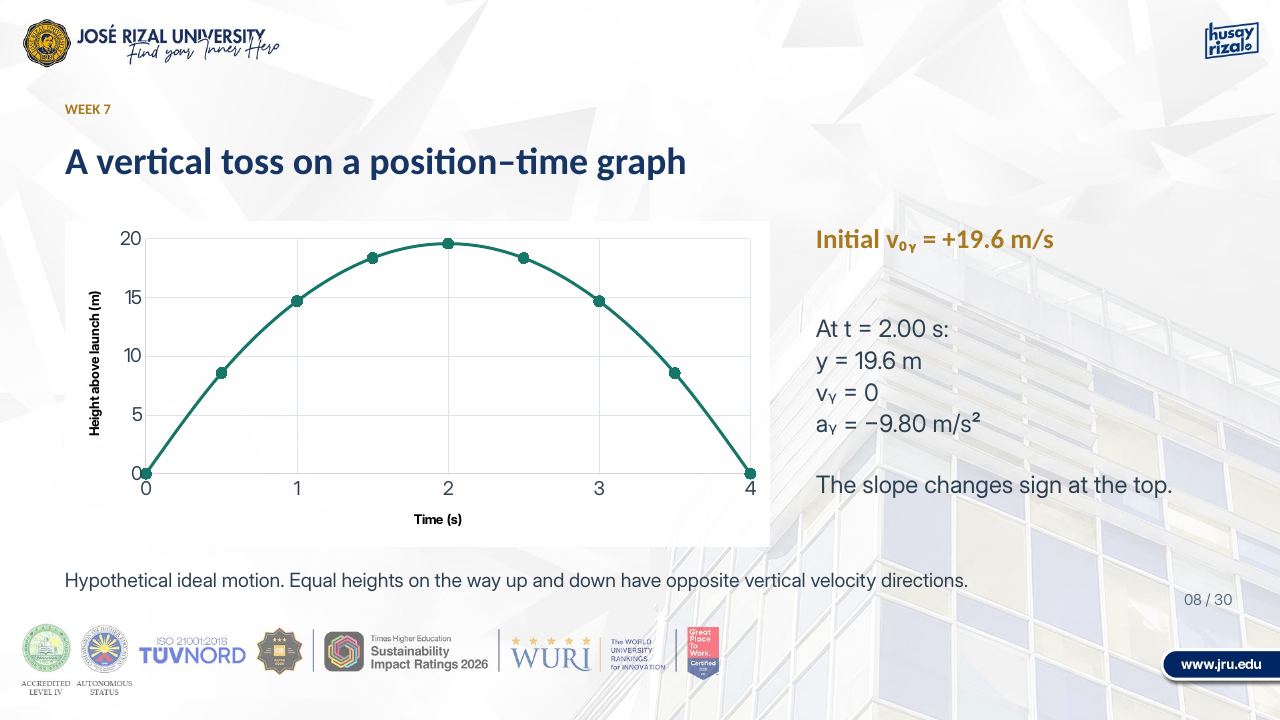 JOSÉ RIZAL UNIVERSITY
Find your Inner Hero
husay
rizal
WEEK 7
A vertical toss on a position–time graph
20
15
10
5
0
Height above launch (m)
0 1 2 3 4
Time (s)
Initial v₀ᵧ = +19.6 m/s
At t = 2.00 s:
y = 19.6 m
vᵧ = 0
aᵧ = −9.80 m/s²
The slope changes sign at the top.
Hypothetical ideal motion. Equal heights on the way up and down have opposite vertical velocity directions.
08 / 30
ACCREDITED
LEVEL IV
AUTONOMOUS
STATUS
ISO 21001:2018
TÜVNORD
Times Higher Education
Sustainability
Impact Ratings 2026
WURI
The WORLD
UNIVERSITY
RANKINGS
for INNOVATION
Great
Place
To
Work.
Certified
www.jru.edu